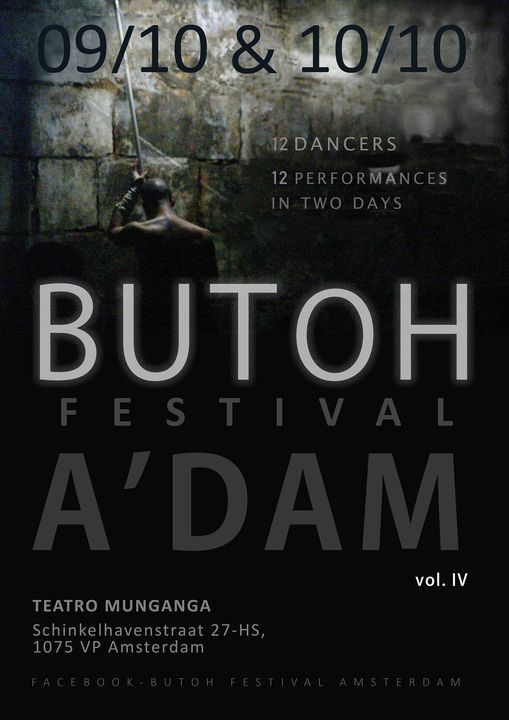 09/10 & 10/10
12 DANCERS
12 PERFORMANCES
IN TWO DAYS
BUTOH
FESTIVAL
A'DAM
vol. IV
TEATRO MUNGANGA
Schinkelhavenstraat 27-HS,
1075 VP Amsterdam
FACEBOOK-BUTOH FESTIVAL AMSTERDAM